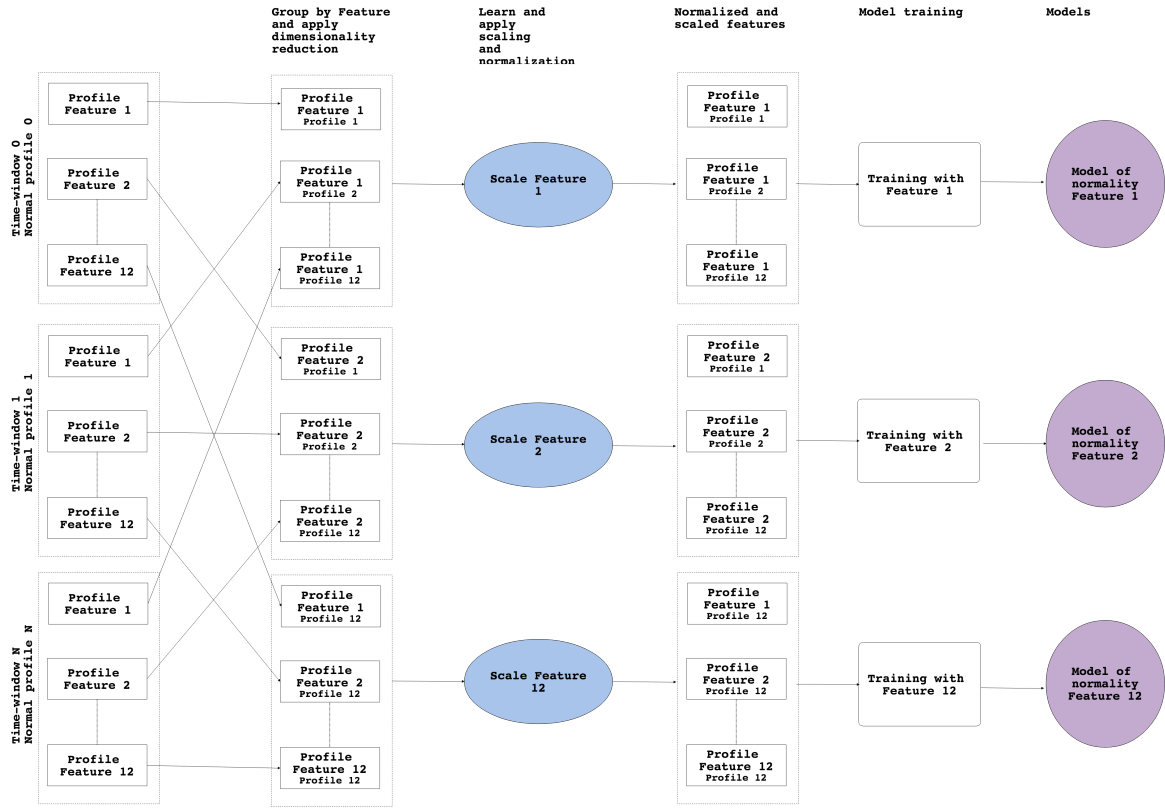 Group by Feature
and apply
dimensionality
reduction
Learn and
apply
scaling
and
normalization
Normalized and
scaled features
Model training
Models
Time-window 0
Normal profile 0
Profile
Feature 1
Profile
Feature 2
Profile
Feature 12
Profile
Feature 1
Profile 1
Profile
Feature 1
Profile 2
Profile
Feature 1
Profile 12
Scale Feature
1
Profile
Feature 1
Profile 1
Profile
Feature 1
Profile 2
Profile
Feature 1
Profile 12
Training with
Feature 1
Model of
normality
Feature 1
Time-window 1
Normal profile 1
Profile
Feature 1
Profile
Feature 2
Profile
Feature 12
Profile
Feature 2
Profile 1
Profile
Feature 2
Profile 2
Profile
Feature 2
Profile 12
Scale Feature
2
Profile
Feature 2
Profile 1
Profile
Feature 2
Profile 2
Profile
Feature 2
Profile 12
Training with
Feature 2
Model of
normality
Feature 2
Time-window N
Normal profile N
Profile
Feature 1
Profile
Feature 2
Profile
Feature 12
Profile
Feature 1
Profile 12
Profile
Feature 2
Profile 12
Profile
Feature 12
Profile 12
Scale Feature
12
Profile
Feature 1
Profile 12
Profile
Feature 2
Profile 12
Profile
Feature 12
Profile 12
Training with
Feature 12
Model of
normality
Feature 12